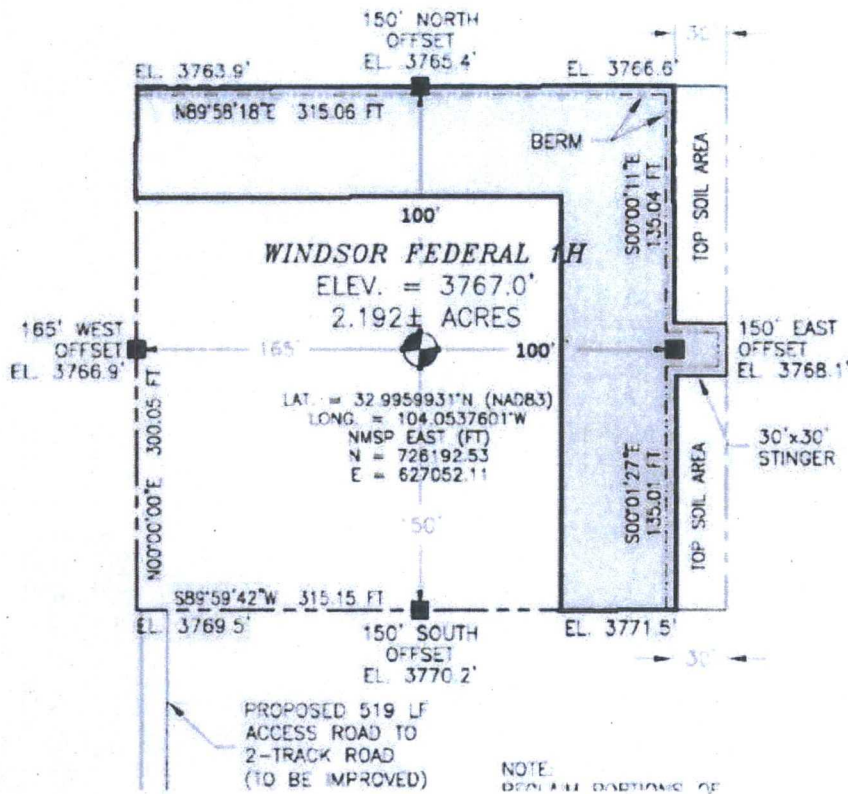 150' NORTH
OFFSET
EL. 3765.4'
30'
EL. 3763.9'
EL. 3766.6'
N89°58'18"E 315.06 FT
BERM
S00°00'11"E
135.04 FT
TOP SOIL AREA
100'
WINDSOR FEDERAL 1H
ELEV. = 3767.0'
2.192± ACRES
165' WEST
OFFSET
EL. 3766.9'
165'
100'
150' EAST
OFFSET
EL. 3768.1'
LAT. = 32.9959931°N (NAD83)
LONG. = 104.0537601°W
NMSP EAST (FT)
N = 726192.53
E = 627052.11
30'x30'
STINGER
N00°00'00"E 300.05 FT
150'
S00°01'27"E
135.01 FT
TOP SOIL AREA
S89°59'42"W 315.15 FT
EL. 3769.5'
150' SOUTH
OFFSET
EL. 3770.2'
EL. 3771.5'
30'
PROPOSED 519 LF
ACCESS ROAD TO
2-TRACK ROAD
(TO BE IMPROVED)
NOTE:
RECLAIM PORTIONS OF